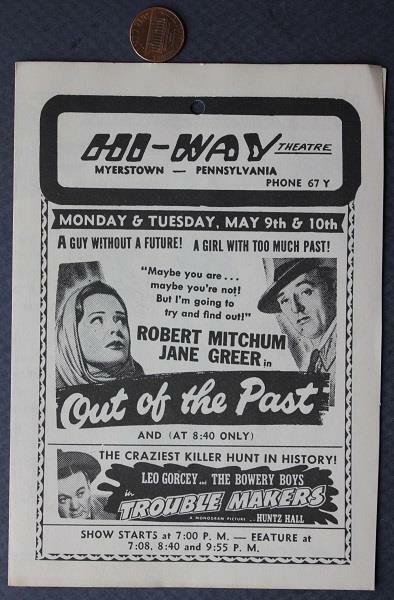 HI-WAY THEATRE
MYERSTOWN — PENNSYLVANIA
PHONE 67 Y
MONDAY & TUESDAY, MAY 9th & 10th
A GUY WITHOUT A FUTURE! A GIRL WITH TOO MUCH PAST!
"Maybe you are...
maybe you're not!
But I'm going to
try and find out!"
ROBERT MITCHUM
JANE GREER in
Out of the Past
AND (AT 8:40 ONLY)
THE CRAZIEST KILLER HUNT IN HISTORY!
LEO GORCEY and THE BOWERY BOYS
in TROUBLE MAKERS
A MONOGRAM PICTURE .. HUNTZ HALL
SHOW STARTS at 7:00 P. M. — FEATURE at
7:08, 8:40 and 9:55 P. M.